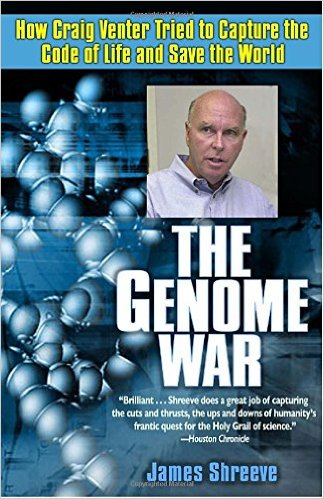 How Craig Venter Tried to Capture the
Code of Life and Save the World
THE
GENOME
WAR
"Brilliant . . . Shreeve does a great job of capturing
the cuts and thrusts, the ups and downs of humanity's
frantic quest for the Holy Grail of science."
—Houston Chronicle
James Shreeve